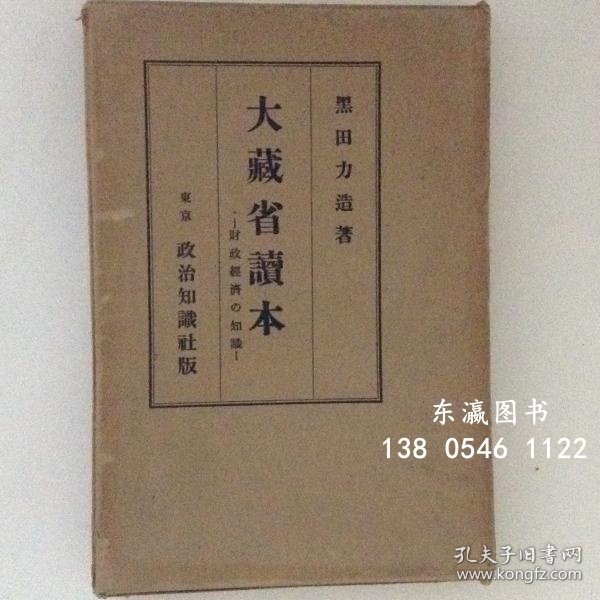 黑田力造著
大藏省讀本
—財政經濟の知識—
東京 政治知識社版
东瀛图书
138 0546 1122
孔夫子旧书网
www.kongfz.com